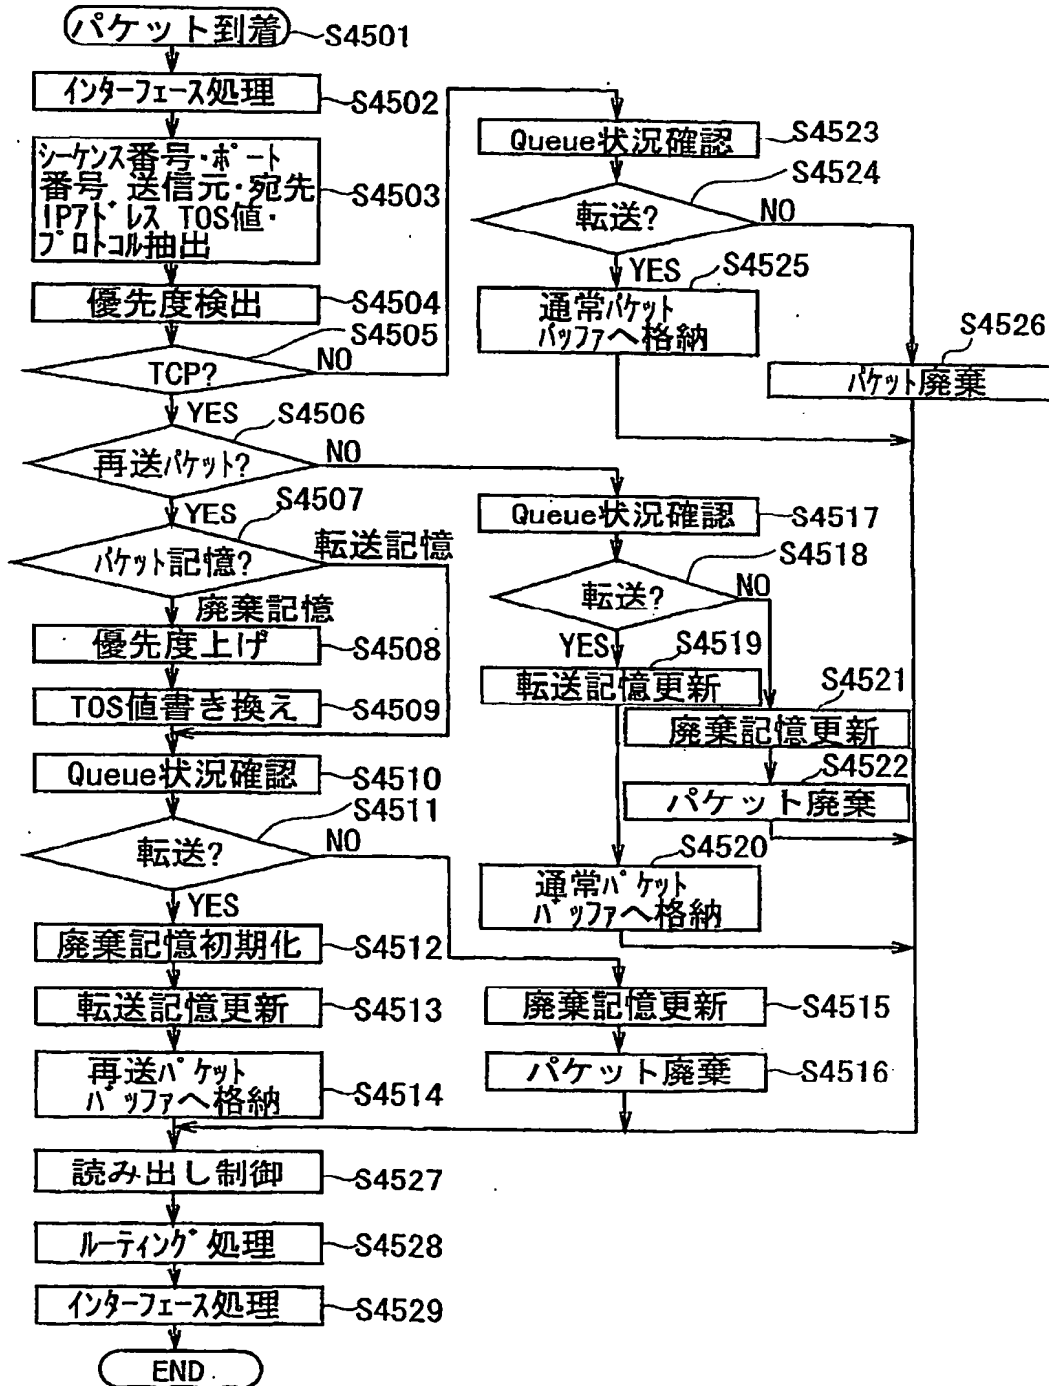 パケット到着
S4501
インターフェース処理
S4502
シーケンス番号・ポート
番号 送信元・宛先
IPアドレス TOS値・
プロトコル抽出
S4503
優先度検出
S4504
S4505
TCP?
NO
YES
S4506
再送パケット?
NO
YES
S4507
パケット記憶?
転送記憶
廃棄記憶
優先度上げ
S4508
TOS値書き換え
S4509
Queue状況確認
S4510
S4511
転送?
NO
YES
廃棄記憶初期化
S4512
転送記憶更新
S4513
再送パケット
バッファへ格納
S4514
Queue状況確認
S4523
S4524
転送?
NO
YES
S4525
通常パケット
バッファへ格納
S4526
パケット廃棄
Queue状況確認
S4517
S4518
転送?
NO
YES
S4519
転送記憶更新
S4521
廃棄記憶更新
S4522
パケット廃棄
S4520
通常パケット
バッファへ格納
廃棄記憶更新
S4515
パケット廃棄
S4516
読み出し制御
S4527
ルーティング処理
S4528
インターフェース処理
S4529
END